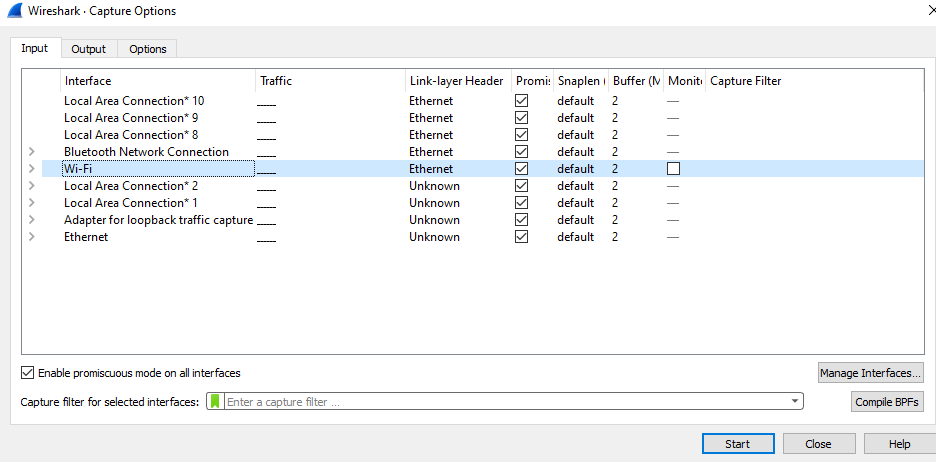 Wireshark · Capture Options
Input Output Options
Interface Traffic Link-layer Header Promis Snaplen ( Buffer (M Monito Capture Filter
Local Area Connection* 10 Ethernet default 2 —
Local Area Connection* 9 Ethernet default 2 —
Local Area Connection* 8 Ethernet default 2 —
Bluetooth Network Connection Ethernet default 2 —
Wi-Fi Ethernet default 2
Local Area Connection* 2 Unknown default 2 —
Local Area Connection* 1 Unknown default 2 —
Adapter for loopback traffic capture Unknown default 2 —
Ethernet Unknown default 2 —
Enable promiscuous mode on all interfaces Manage Interfaces...
Capture filter for selected interfaces: Enter a capture filter ... Compile BPFs
Start Close Help